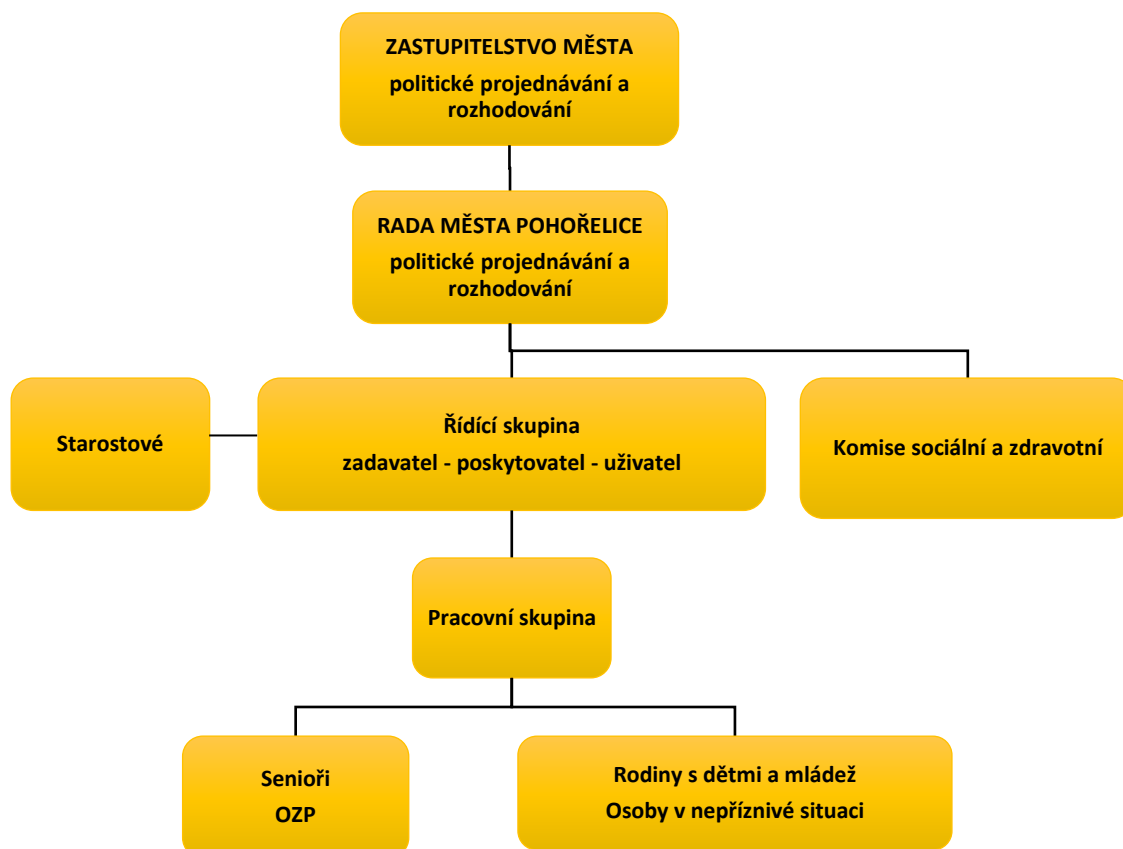 ZASTUPITELSTVO MĚSTA
politické projednávání a
rozhodování
RADA MĚSTA POHOŘELICE
politické projednávání a
rozhodování
Starostové
Řídící skupina
zadavatel - poskytovatel - uživatel
Komise sociální a zdravotní
Pracovní skupina
Senioři
OZP
Rodiny s dětmi a mládež
Osoby v nepříznivé situaci